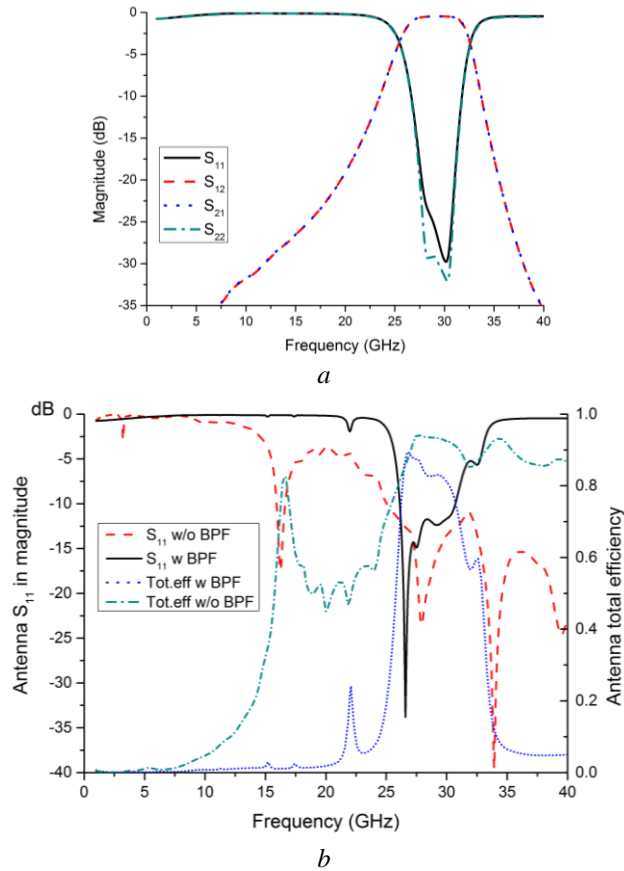 0
-5
-10
-15
-20
-25
-30
-35
Magnitude (dB)
S11
S12
S21
S22
0 5 10 15 20 25 30 35 40
Frequency (GHz)
a
dB
0
-5
-10
-15
-20
-25
-30
-35
-40
Antenna S11 in magnitude
S11 w/o BPF
S11 w BPF
Tot.eff w BPF
Tot.eff w/o BPF
1.0
0.8
0.6
0.4
0.2
0.0
Antenna total efficiency
0 5 10 15 20 25 30 35 40
Frequency (GHz)
b